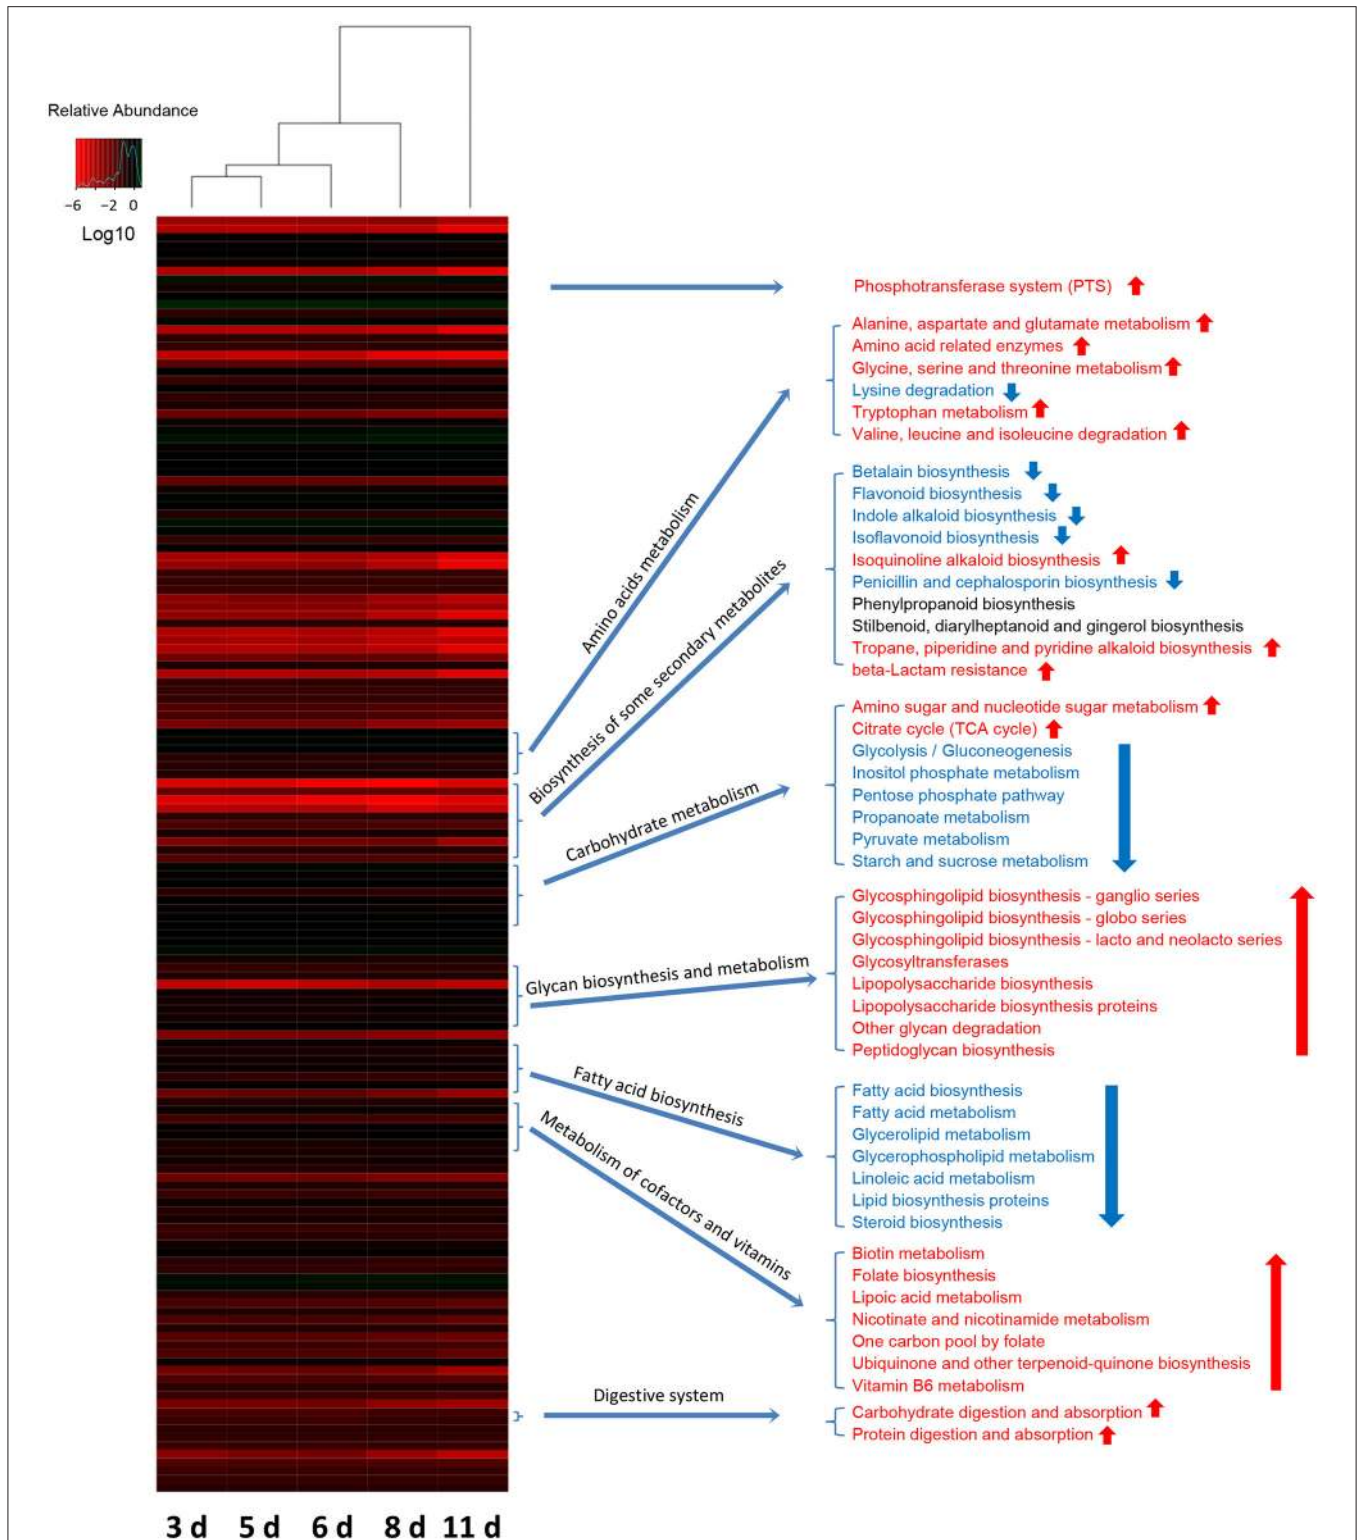 Relative Abundance
−6 −2 0
Log10
Phosphotransferase system (PTS)
Amino acids metabolism
Alanine, aspartate and glutamate metabolism
Amino acid related enzymes
Glycine, serine and threonine metabolism
Lysine degradation
Tryptophan metabolism
Valine, leucine and isoleucine degradation
Biosynthesis of some secondary metabolites
Betalain biosynthesis
Flavonoid biosynthesis
Indole alkaloid biosynthesis
Isoflavonoid biosynthesis
Isoquinoline alkaloid biosynthesis
Penicillin and cephalosporin biosynthesis
Phenylpropanoid biosynthesis
Stilbenoid, diarylheptanoid and gingerol biosynthesis
Tropane, piperidine and pyridine alkaloid biosynthesis
beta-Lactam resistance
Carbohydrate metabolism
Amino sugar and nucleotide sugar metabolism
Citrate cycle (TCA cycle)
Glycolysis / Gluconeogenesis
Inositol phosphate metabolism
Pentose phosphate pathway
Propanoate metabolism
Pyruvate metabolism
Starch and sucrose metabolism
Glycan biosynthesis and metabolism
Glycosphingolipid biosynthesis - ganglio series
Glycosphingolipid biosynthesis - globo series
Glycosphingolipid biosynthesis - lacto and neolacto series
Glycosyltransferases
Lipopolysaccharide biosynthesis
Lipopolysaccharide biosynthesis proteins
Other glycan degradation
Peptidoglycan biosynthesis
Fatty acid biosynthesis
Fatty acid biosynthesis
Fatty acid metabolism
Glycerolipid metabolism
Glycerophospholipid metabolism
Linoleic acid metabolism
Lipid biosynthesis proteins
Steroid biosynthesis
Metabolism of cofactors and vitamins
Biotin metabolism
Folate biosynthesis
Lipoic acid metabolism
Nicotinate and nicotinamide metabolism
One carbon pool by folate
Ubiquinone and other terpenoid-quinone biosynthesis
Vitamin B6 metabolism
Digestive system
Carbohydrate digestion and absorption
Protein digestion and absorption
3 d 5 d 6 d 8 d 11 d